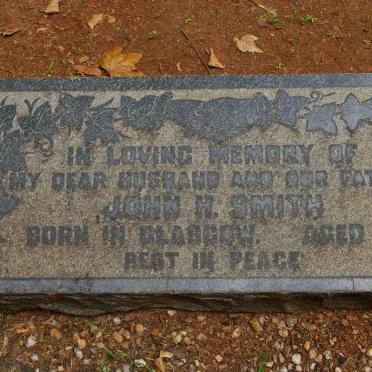 IN LOVING MEMORY OF
MY DEAR HUSBAND AND OUR FAT
JOHN H. SMITH
BORN IN GLASGOW. AGED
REST IN PEACE